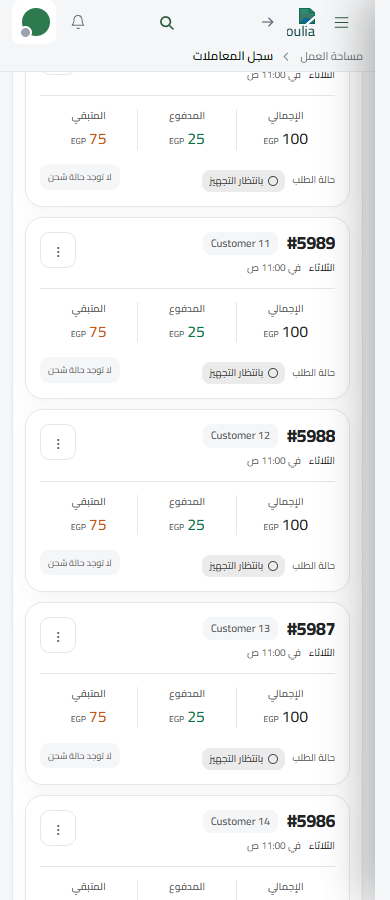 oulia
مساحة العمل > سجل المعاملات
الثلاثاء في 11:00 ص
الإجمالي المدفوع المتبقي
100 EGP 25 EGP 75 EGP
حالة الطلب بانتظار التجهيز لا توجد حالة شحن
#5989 Customer 11
الثلاثاء في 11:00 ص
الإجمالي المدفوع المتبقي
100 EGP 25 EGP 75 EGP
حالة الطلب بانتظار التجهيز لا توجد حالة شحن
#5988 Customer 12
الثلاثاء في 11:00 ص
الإجمالي المدفوع المتبقي
100 EGP 25 EGP 75 EGP
حالة الطلب بانتظار التجهيز لا توجد حالة شحن
#5987 Customer 13
الثلاثاء في 11:00 ص
الإجمالي المدفوع المتبقي
100 EGP 25 EGP 75 EGP
حالة الطلب بانتظار التجهيز لا توجد حالة شحن
#5986 Customer 14
الثلاثاء في 11:00 ص
الإجمالي المدفوع المتبقي